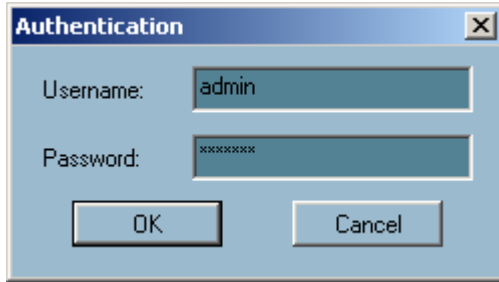 Authentication
Username: admin
Password: *******
OK Cancel